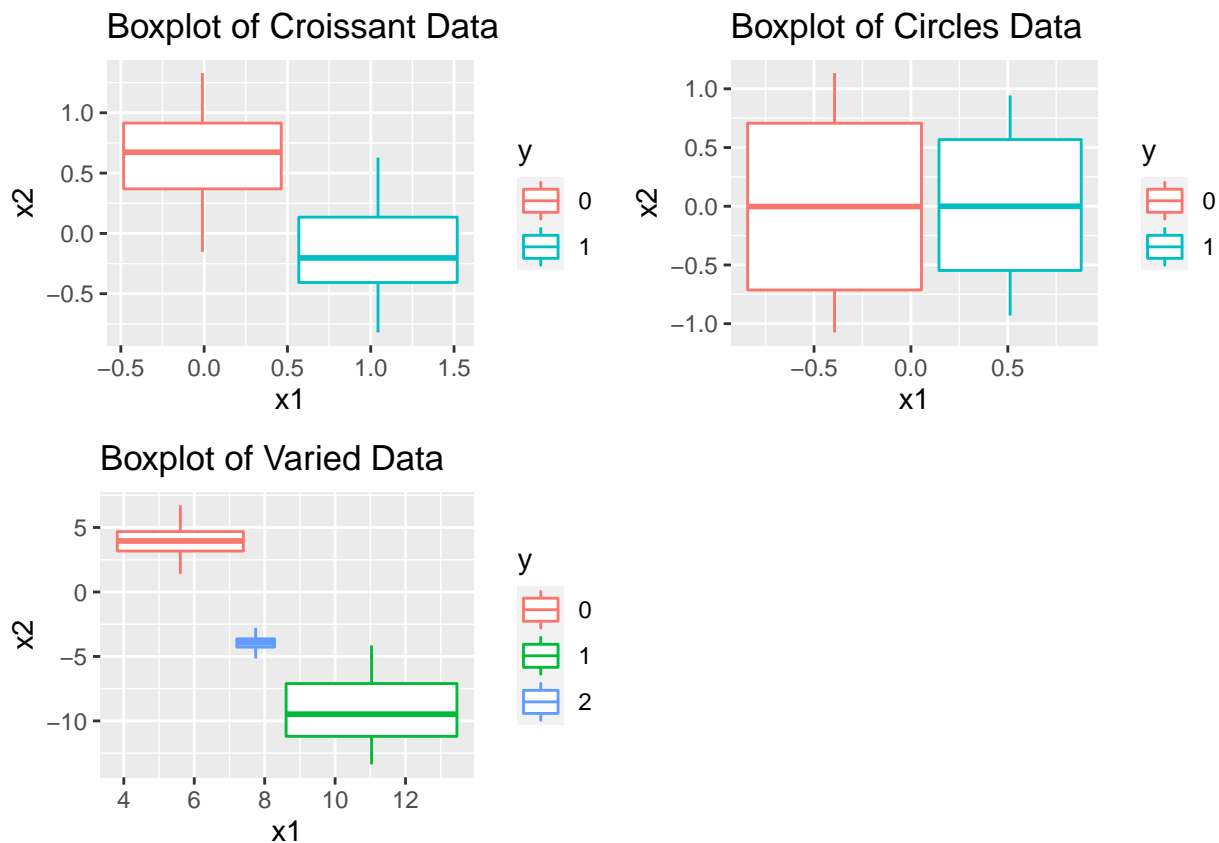 Boxplot of Croissant Data
1.0
0.5
0.0
−0.5
x2
−0.5 0.0 0.5 1.0 1.5
x1
y
0
1
Boxplot of Circles Data
1.0
0.5
0.0
−0.5
−1.0
x2
−0.5 0.0 0.5
x1
y
0
1
Boxplot of Varied Data
5
0
−5
−10
x2
4 6 8 10 12
x1
y
0
1
2